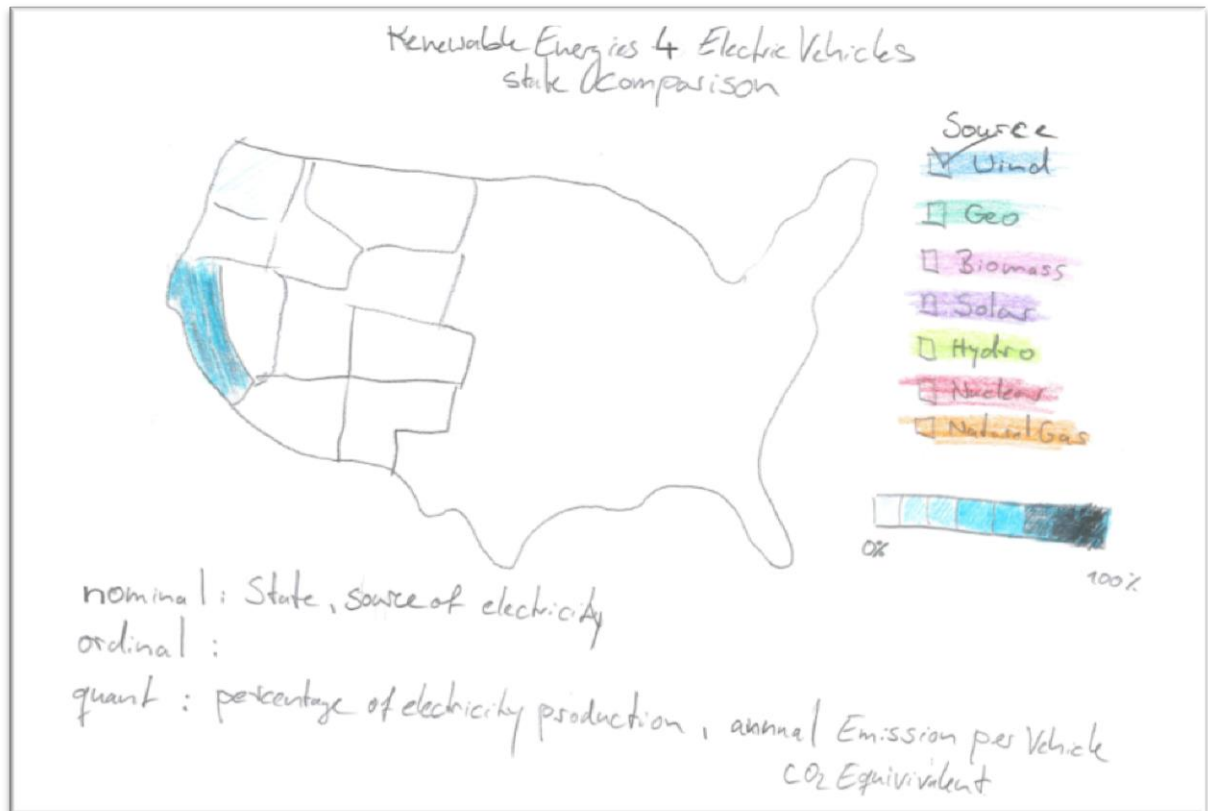 Renewable Energies 4 Electric Vehicles
State Comparison
Source
Wind
Geo
Biomass
Solar
Hydro
Nuclear
Natural Gas
0%
100%
nominal : State, source of electricity
ordinal :
quant : percentage of electricity production, annual Emission per Vehicle
CO2 Equivivalent